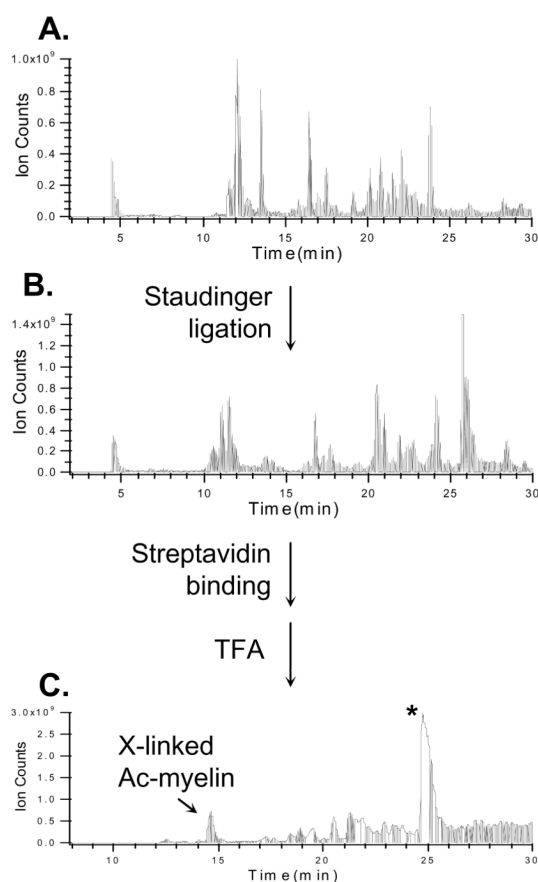 A.
1.0x10⁹
0.8
0.6
0.4
0.2
0.0
Ion Counts
5 10 15 20 25 30
Time(min)
B.
Staudinger
ligation
1.4x10⁹
1.2
1.0
0.8
0.6
0.4
0.2
0.0
Ion Counts
5 10 15 20 25 30
Time(min)
Streptavidin
binding
TFA
C.
3.0x10⁹
2.5
2.0
1.5
1.0
0.5
0.0
Ion Counts
*
X-linked
Ac-myelin
10 15 20 25 30
Time(min)